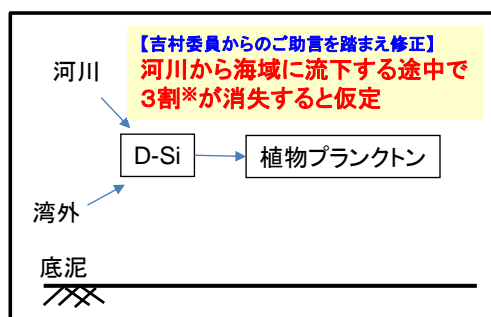 【吉村委員からのご助言を踏まえ修正】
河川から海域に流下する途中で
３割※が消失すると仮定
河川
D-Si
植物プランクトン
湾外
底泥